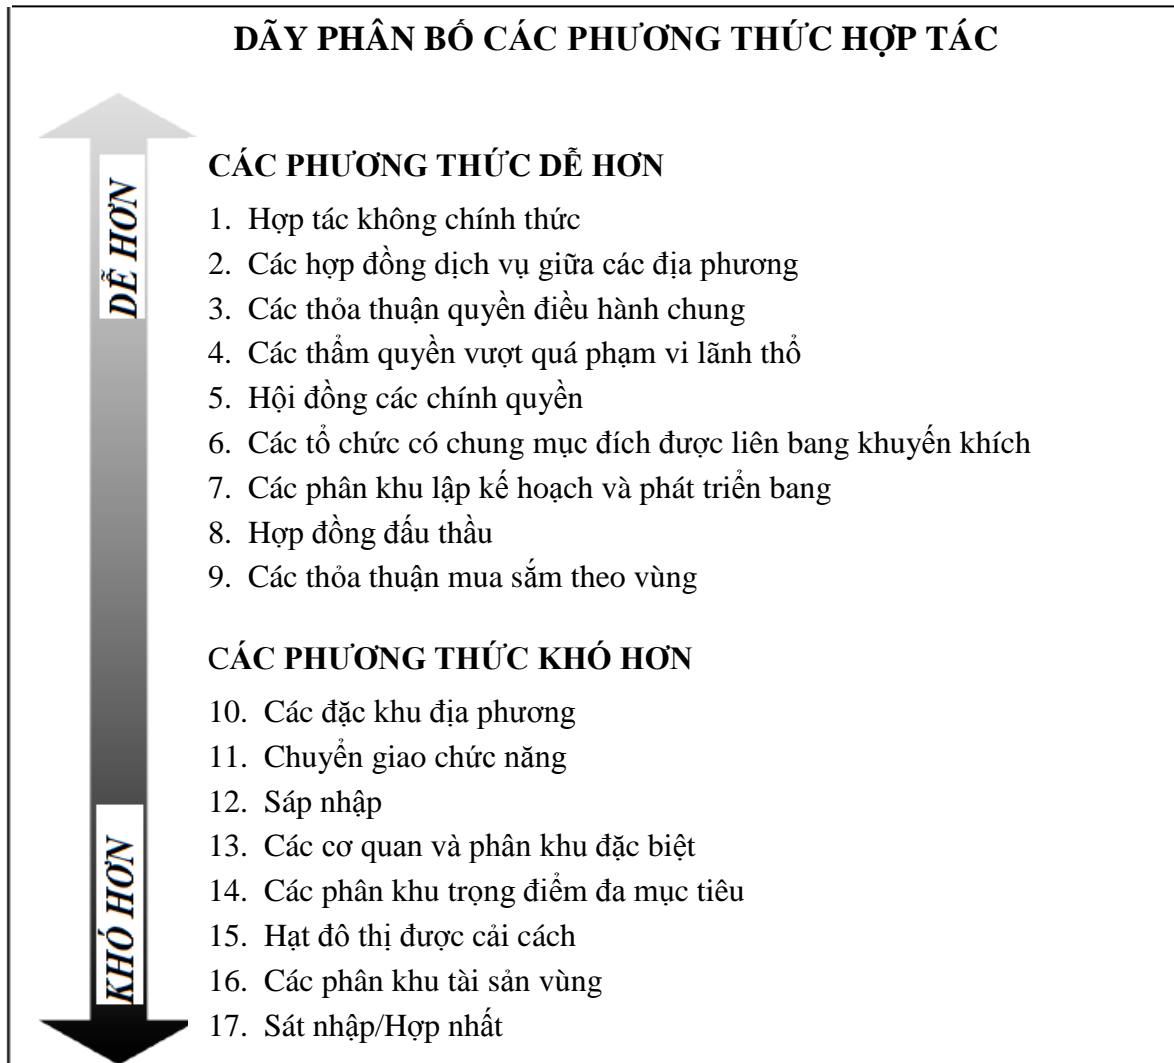 DÃY PHÂN BỐ CÁC PHƯƠNG THỨC HỢP TÁC
DỄ HƠN
CÁC PHƯƠNG THỨC DỄ HƠN
1. Hợp tác không chính thức
2. Các hợp đồng dịch vụ giữa các địa phương
3. Các thỏa thuận quyền điều hành chung
4. Các thẩm quyền vượt quá phạm vi lãnh thổ
5. Hội đồng các chính quyền
6. Các tổ chức có chung mục đích được liên bang khuyến khích
7. Các phân khu lập kế hoạch và phát triển bang
8. Hợp đồng đấu thầu
9. Các thỏa thuận mua sắm theo vùng
KHÓ HƠN
CÁC PHƯƠNG THỨC KHÓ HƠN
10. Các đặc khu địa phương
11. Chuyển giao chức năng
12. Sáp nhập
13. Các cơ quan và phân khu đặc biệt
14. Các phân khu trọng điểm đa mục tiêu
15. Hạt đô thị được cải cách
16. Các phân khu tài sản vùng
17. Sát nhập/Hợp nhất